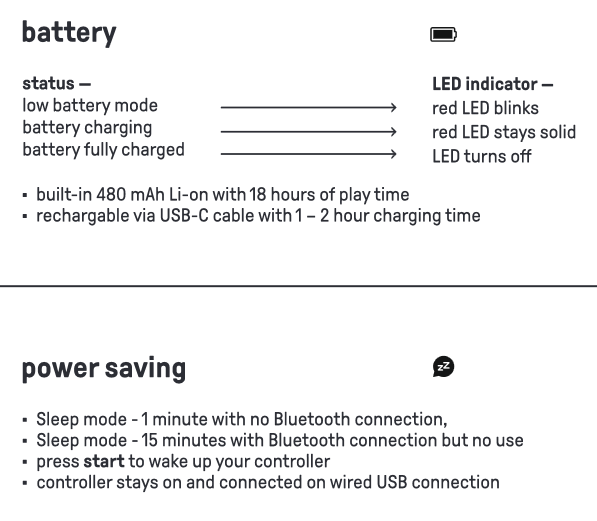 battery
status –
LED indicator –
low battery mode
red LED blinks
battery charging
red LED stays solid
battery fully charged
LED turns off
▪ built-in 480 mAh Li-on with 18 hours of play time
▪ rechargable via USB-C cable with 1 – 2 hour charging time
power saving
zZ
▪ Sleep mode - 1 minute with no Bluetooth connection,
▪ Sleep mode - 15 minutes with Bluetooth connection but no use
▪ press start to wake up your controller
▪ controller stays on and connected on wired USB connection